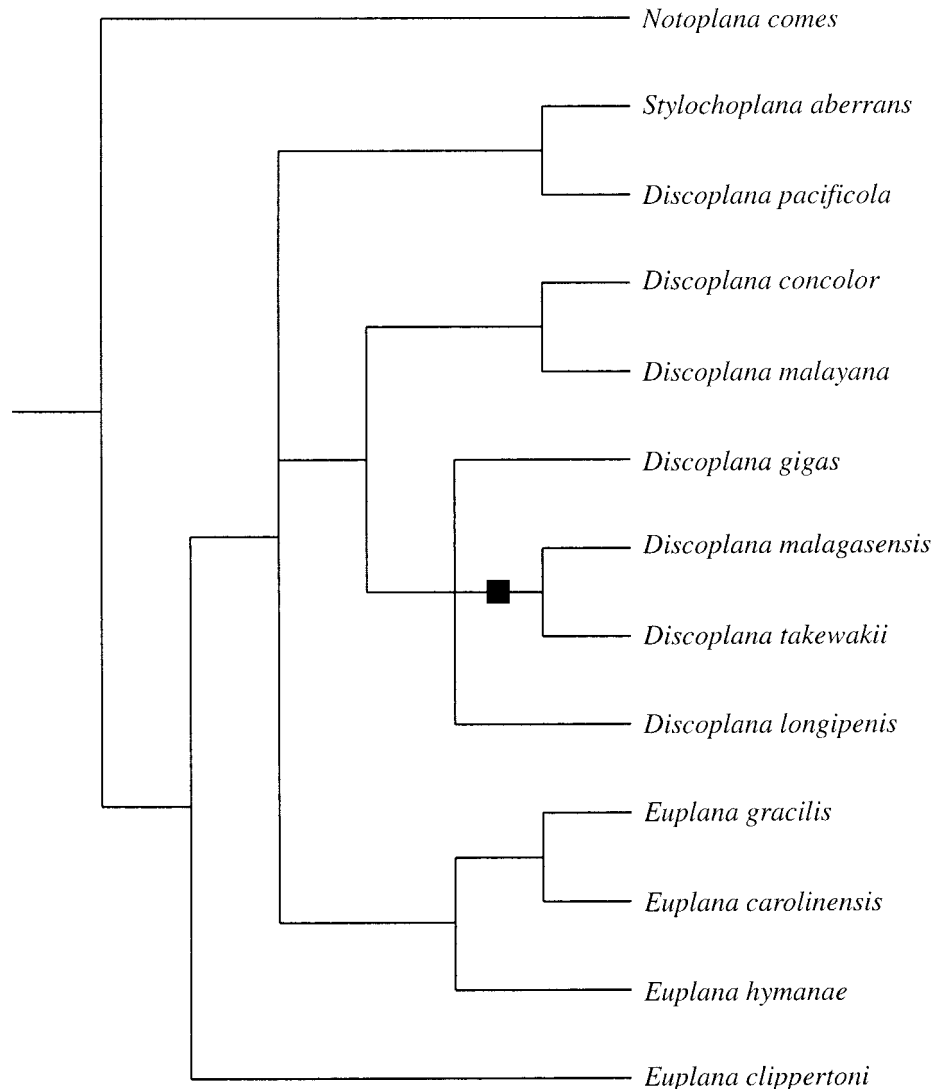 Notoplana comes
Stylochoplana aberrans
Discoplana pacificola
Discoplana concolor
Discoplana malayana
Discoplana gigas
Discoplana malagasensis
Discoplana takewakii
Discoplana longipenis
Euplana gracilis
Euplana carolinensis
Euplana hymanae
Euplana clippertoni